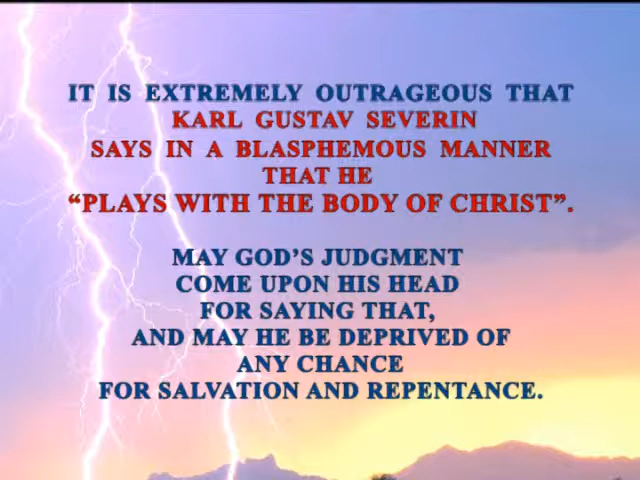 IT IS EXTREMELY OUTRAGEOUS THAT
KARL GUSTAV SEVERIN
SAYS IN A BLASPHEMOUS MANNER
THAT HE
“PLAYS WITH THE BODY OF CHRIST”.
MAY GOD’S JUDGMENT
COME UPON HIS HEAD
FOR SAYING THAT,
AND MAY HE BE DEPRIVED OF
ANY CHANCE
FOR SALVATION AND REPENTANCE.